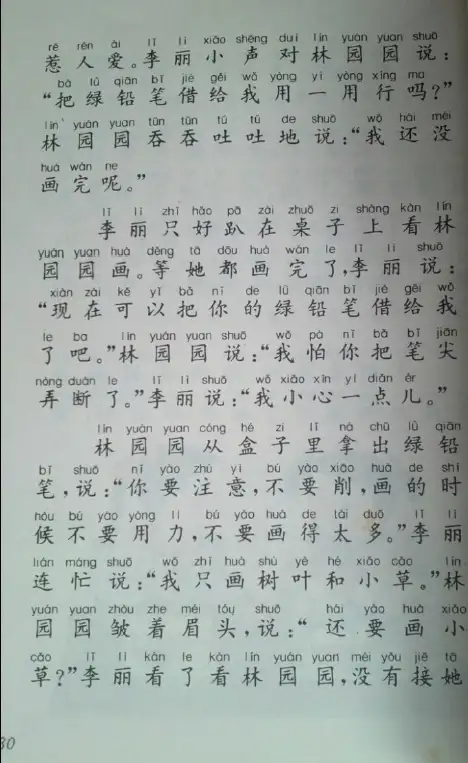 rě rén ài lǐ lì xiǎo shēng duì lín yuán yuan shuō
惹人爱。李丽小声对林园园说：
bǎ lǜ qiān bǐ jiè gěi wǒ yòng yí yòng xíng ma
“把绿铅笔借给我用一用行吗？”
lín yuán yuan tūn tūn tǔ tǔ de shuō wǒ hái méi
林园园吞吞吐吐地说：“我还没
huà wán ne
画完呢。”
lǐ lì zhǐ hǎo pā zài zhuō zi shàng kàn lín
李丽只好趴在桌子上看林
yuán yuan huà děng tā dōu huà wán le lǐ lì shuō
园园画。等她都画完了，李丽说：
xiàn zài kě yǐ bǎ nǐ de lǜ qiān bǐ jiè gěi wǒ
“现在可以把你的绿铅笔借给我
le ba lín yuán yuan shuō wǒ pà nǐ bǎ bǐ jiān
了吧。”林园园说：“我怕你把笔尖
nòng duàn le lǐ lì shuō wǒ xiǎo xīn yì diǎn ér
弄断了。”李丽说：“我小心一点儿。”
lín yuán yuan cóng hé zi lǐ ná chū lǜ qiān
林园园从盒子里拿出绿铅
bǐ shuō nǐ yào zhù yì bú yào xiāo huà de shí
笔，说：“你要注意，不要削，画的时
hòu bú yào yòng lì bú yào huà de tài duō lǐ lì
候不要用力，不要画得太多。”李丽
lián máng shuō wǒ zhǐ huà shù yè hé xiǎo cǎo lín
连忙说：“我只画树叶和小草。”林
yuán yuan zhòu zhe méi tóu shuō hái yào huà xiǎo
园园皱着眉头，说：“还要画小
cǎo lǐ lì kàn le kàn lín yuán yuan méi yǒu jiē tā
草？”李丽看了看林园园，没有接她
30